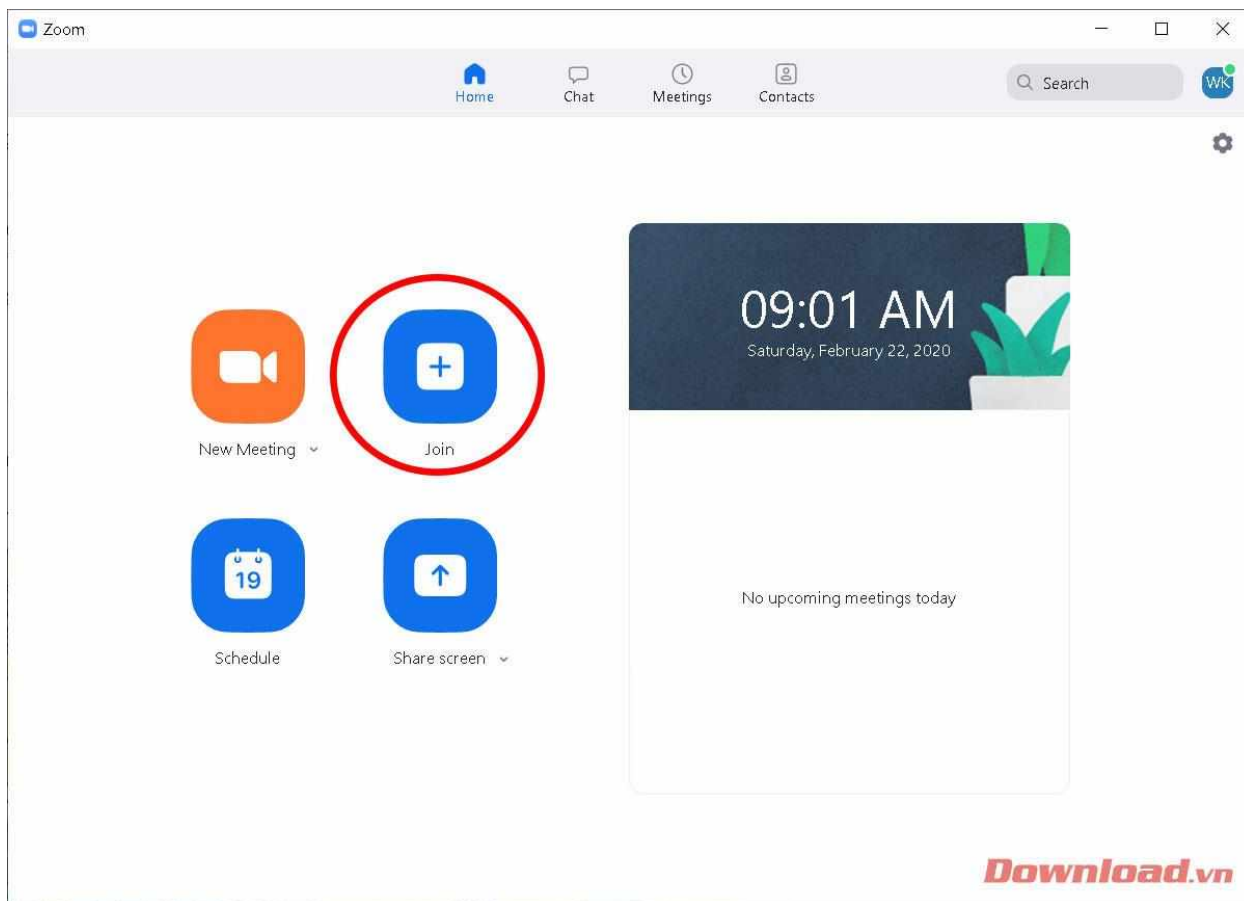 Zoom
Home
Chat
Meetings
Contacts
Search
WK
09:01 AM
Saturday, February 22, 2020
New Meeting
Join
19
Schedule
Share screen
No upcoming meetings today
Download.vn